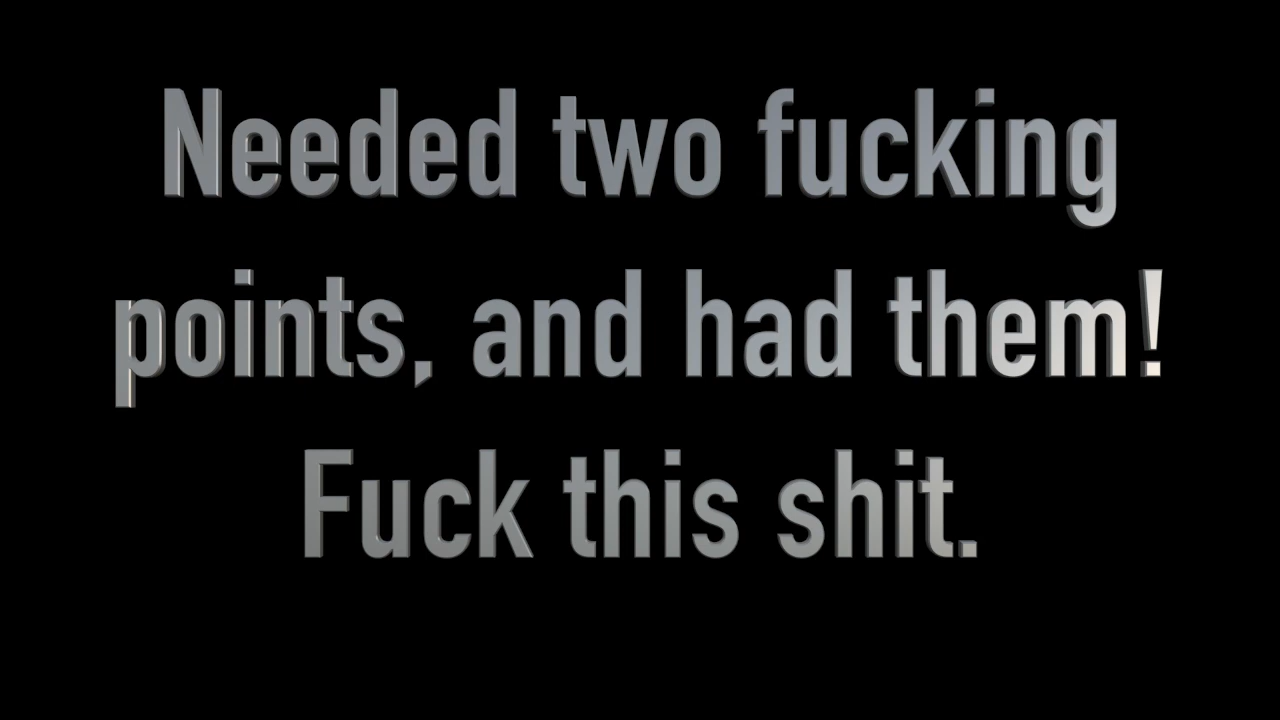 Needed two fucking
points, and had them!
Fuck this shit.